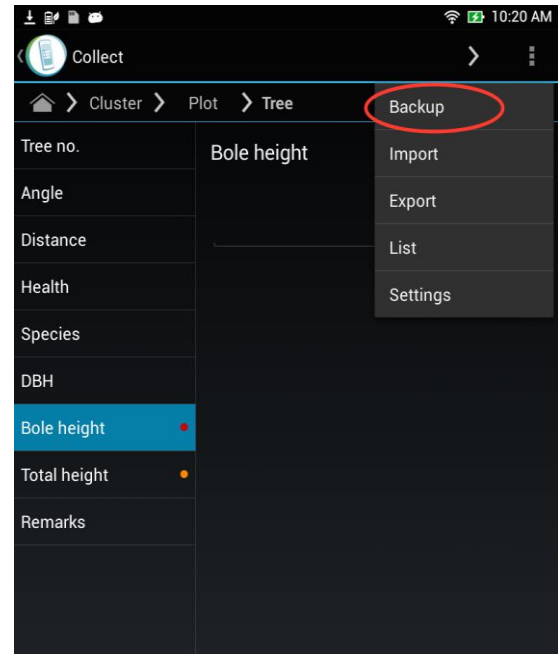 10:20 AM
Collect
Cluster Plot Tree
Backup
Import
Export
List
Settings
Tree no.
Angle
Distance
Health
Species
DBH
Bole height
Total height
Remarks
Bole height